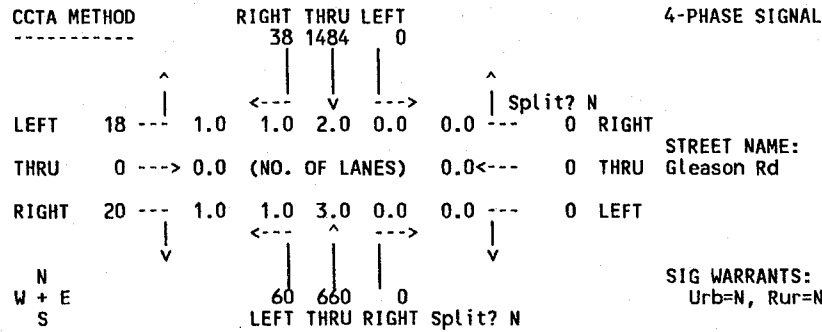 CCTA METHOD RIGHT THRU LEFT 4-PHASE SIGNAL
----------- 38 1484 0
^ ^
<--- v ---> Split? N
LEFT 18 --- 1.0 1.0 2.0 0.0 0.0 --- 0 RIGHT
STREET NAME:
THRU 0 ---> 0.0 (NO. OF LANES) 0.0<--- 0 THRU Gleason Rd
RIGHT 20 --- 1.0 1.0 3.0 0.0 0.0 --- 0 LEFT
<--- ^ --->
v v
N SIG WARRANTS:
W + E 60 660 0 Urb=N, Rur=N
S LEFT THRU RIGHT Split? N